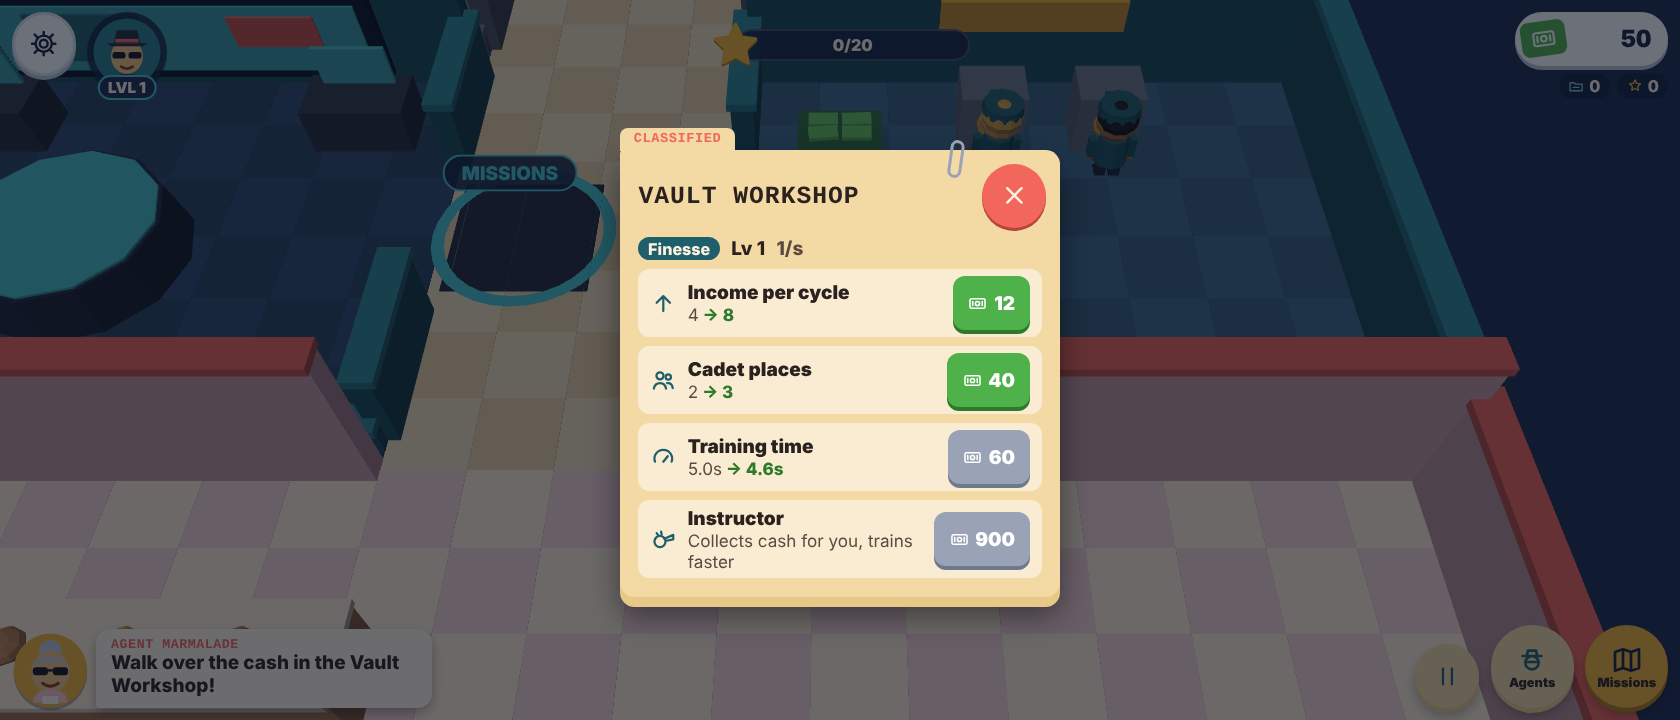 LVL 1
0/20
50
0
0
MISSIONS
CLASSIFIED
VAULT WORKSHOP
Finesse Lv 1 1/s
Income per cycle
4 → 8
12
Cadet places
2 → 3
40
Training time
5.0s → 4.6s
60
Instructor
Collects cash for you, trains
faster
900
AGENT MARMALADE
Walk over the cash in the Vault
Workshop!
Agents
Missions